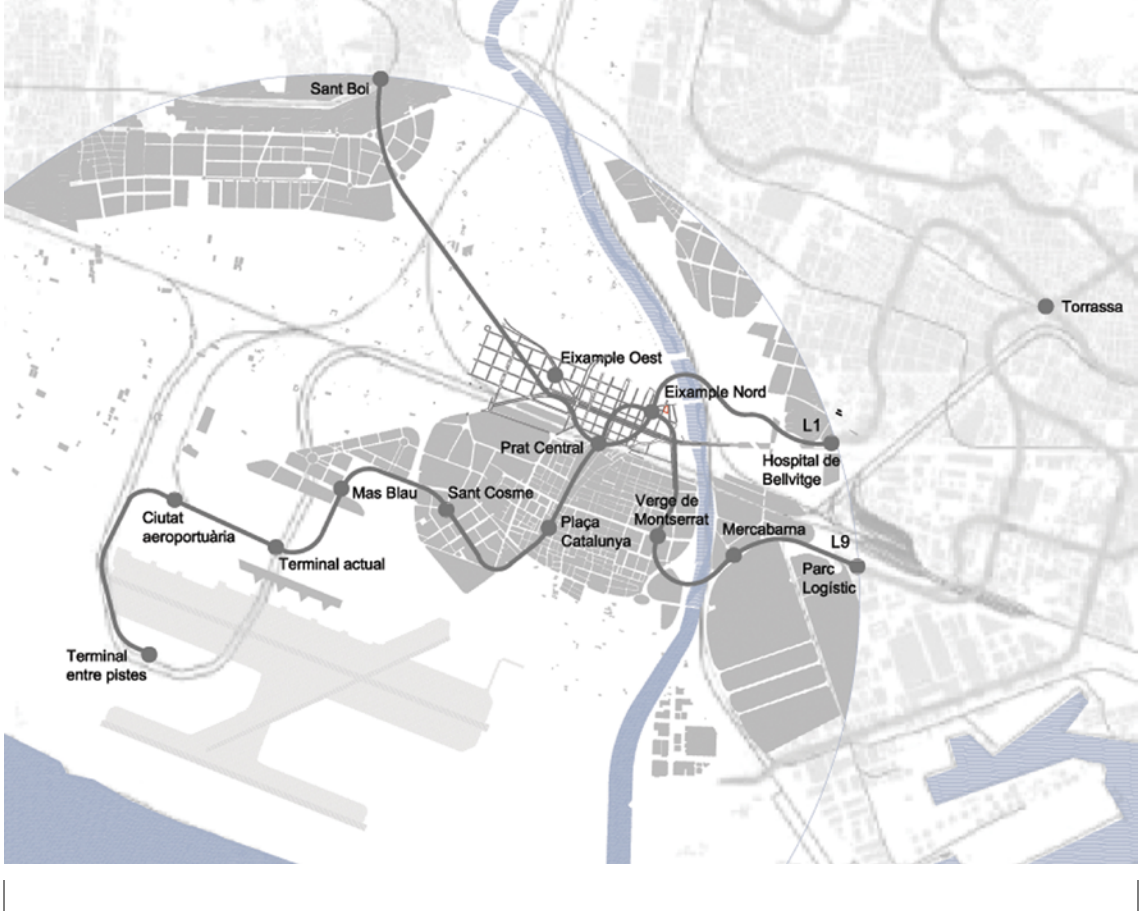 Sant Boi
Torrassa
Eixample Oest
Eixample Nord
L1
Prat Central
Hospital de
Bellvitge
Mas Blau
Sant Cosme
Verge de
Montserrat
Ciutat
aeroportuària
Plaça
Catalunya
Mercabarna
L9
Terminal actual
Parc
Logístic
Terminal
entre pistes